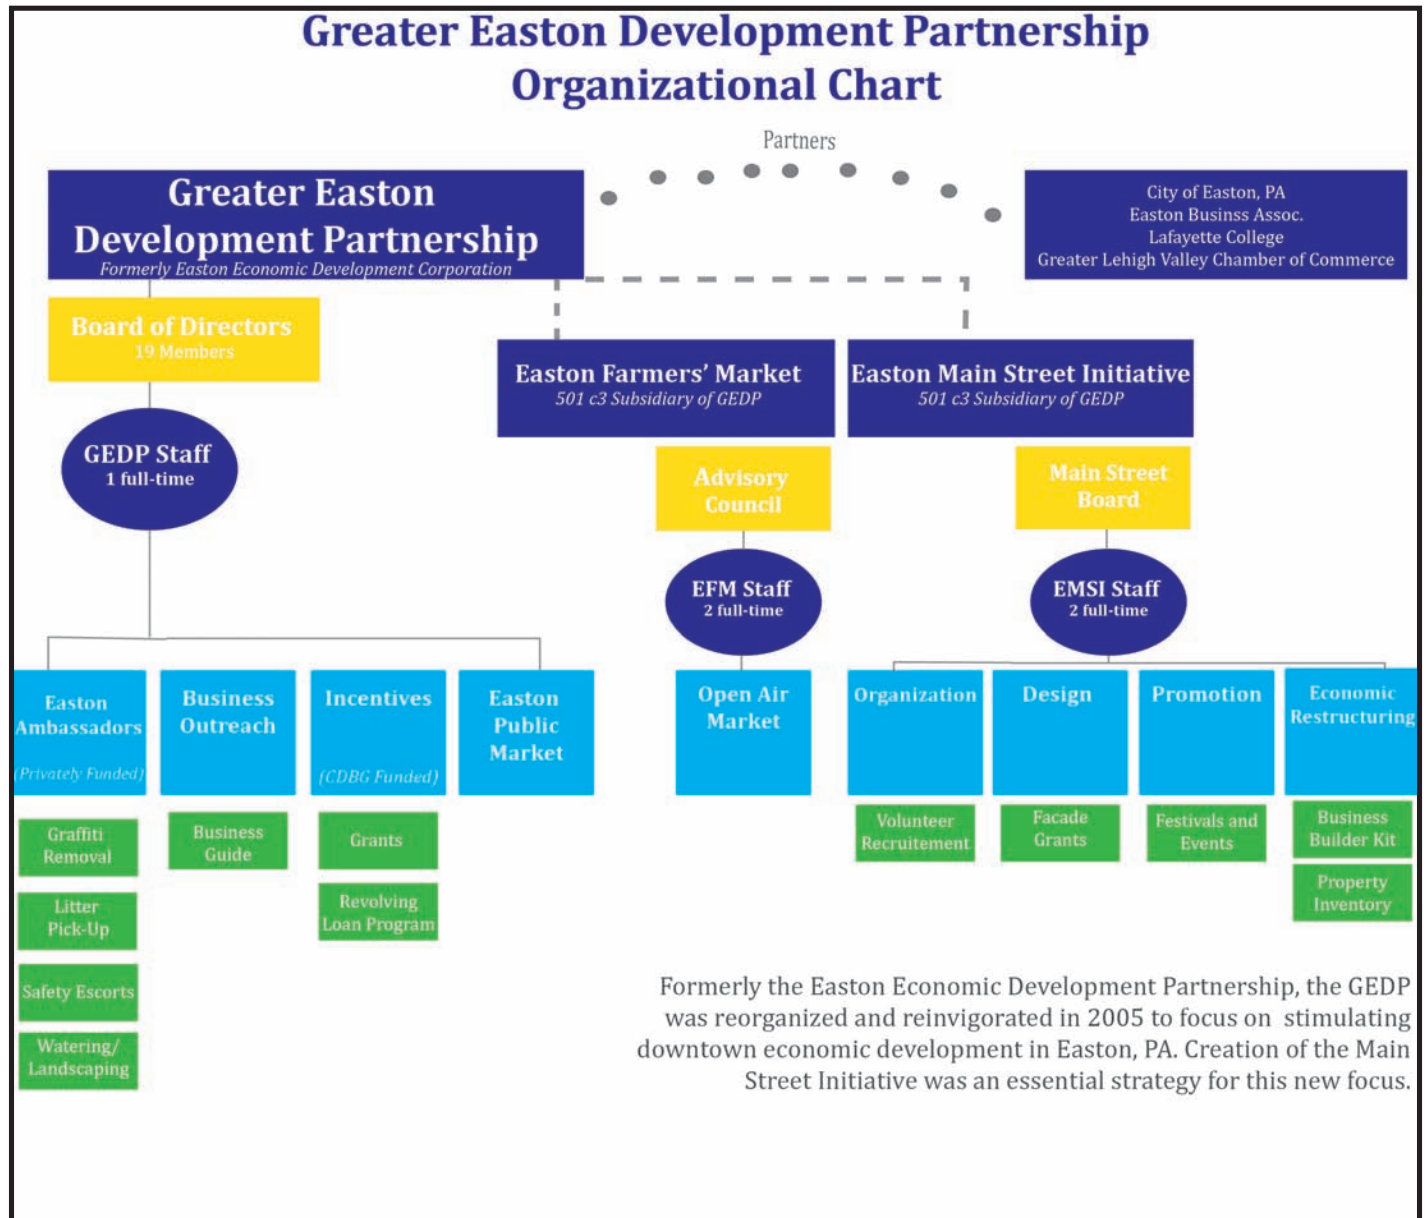 Greater Easton Development Partnership
Organizational Chart
Partners
Greater Easton
Development Partnership
Formerly Easton Economic Development Corporation
City of Easton, PA
Easton Businss Assoc.
Lafayette College
Greater Lehigh Valley Chamber of Commerce
Board of Directors
19 Members
Easton Farmers' Market
501 c3 Subsidiary of GEDP
Easton Main Street Initiative
501 c3 Subsidiary of GEDP
GEDP Staff
1 full-time
Advisory
Council
Main Street
Board
EFM Staff
2 full-time
EMSI Staff
2 full-time
Easton
Ambassadors
(Privately Funded)
Business
Outreach
Incentives
(CDBG Funded)
Easton
Public
Market
Open Air
Market
Organization
Design
Promotion
Economic
Restructuring
Graffiti
Removal
Litter
Pick-Up
Safety Escorts
Watering/
Landscaping
Business
Guide
Grants
Revolving
Loan Program
Volunteer
Recruitement
Facade
Grants
Festivals and
Events
Business
Builder Kit
Property
Inventory
Formerly the Easton Economic Development Partnership, the GEDP
was reorganized and reinvigorated in 2005 to focus on stimulating
downtown economic development in Easton, PA. Creation of the Main
Street Initiative was an essential strategy for this new focus.